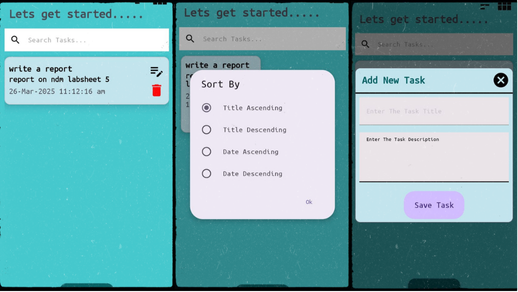 Lets get started.....
Search Tasks...
write a report
report on ndm labsheet 5
26-Mar-2025 11:12:16 am
Lets get started.....
Search Tasks...
write a report
Sort By
Title Ascending
Title Descending
Date Ascending
Date Descending
Ok
Lets get started.....
Search Tasks...
Add New Task
Enter The Task Title
Enter The Task Description
Save Task